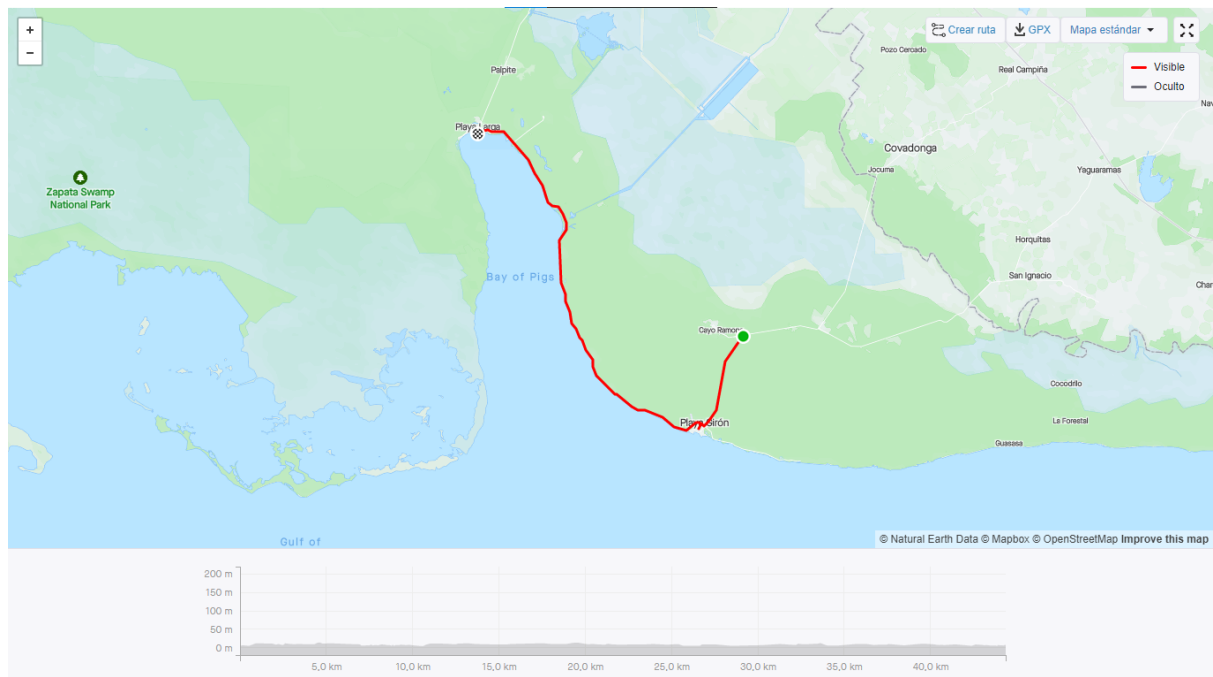 +
−
Crear ruta
GPX
Mapa estándar
Visible
Oculto
Pozo Cercado
Real Campiña
Palpite
Covadonga
Jocuma
Yaguaramas
Zapata Swamp
National Park
Horquitas
San Ignacio
Bay of Pigs
Cayo Ramona
Cocodrilo
La Forestal
Playa Girón
Guasasa
Gulf of
© Natural Earth Data © Mapbox © OpenStreetMap Improve this map
200 m
150 m
100 m
50 m
0 m
5,0 km
10,0 km
15,0 km
20,0 km
25,0 km
30,0 km
35,0 km
40,0 km